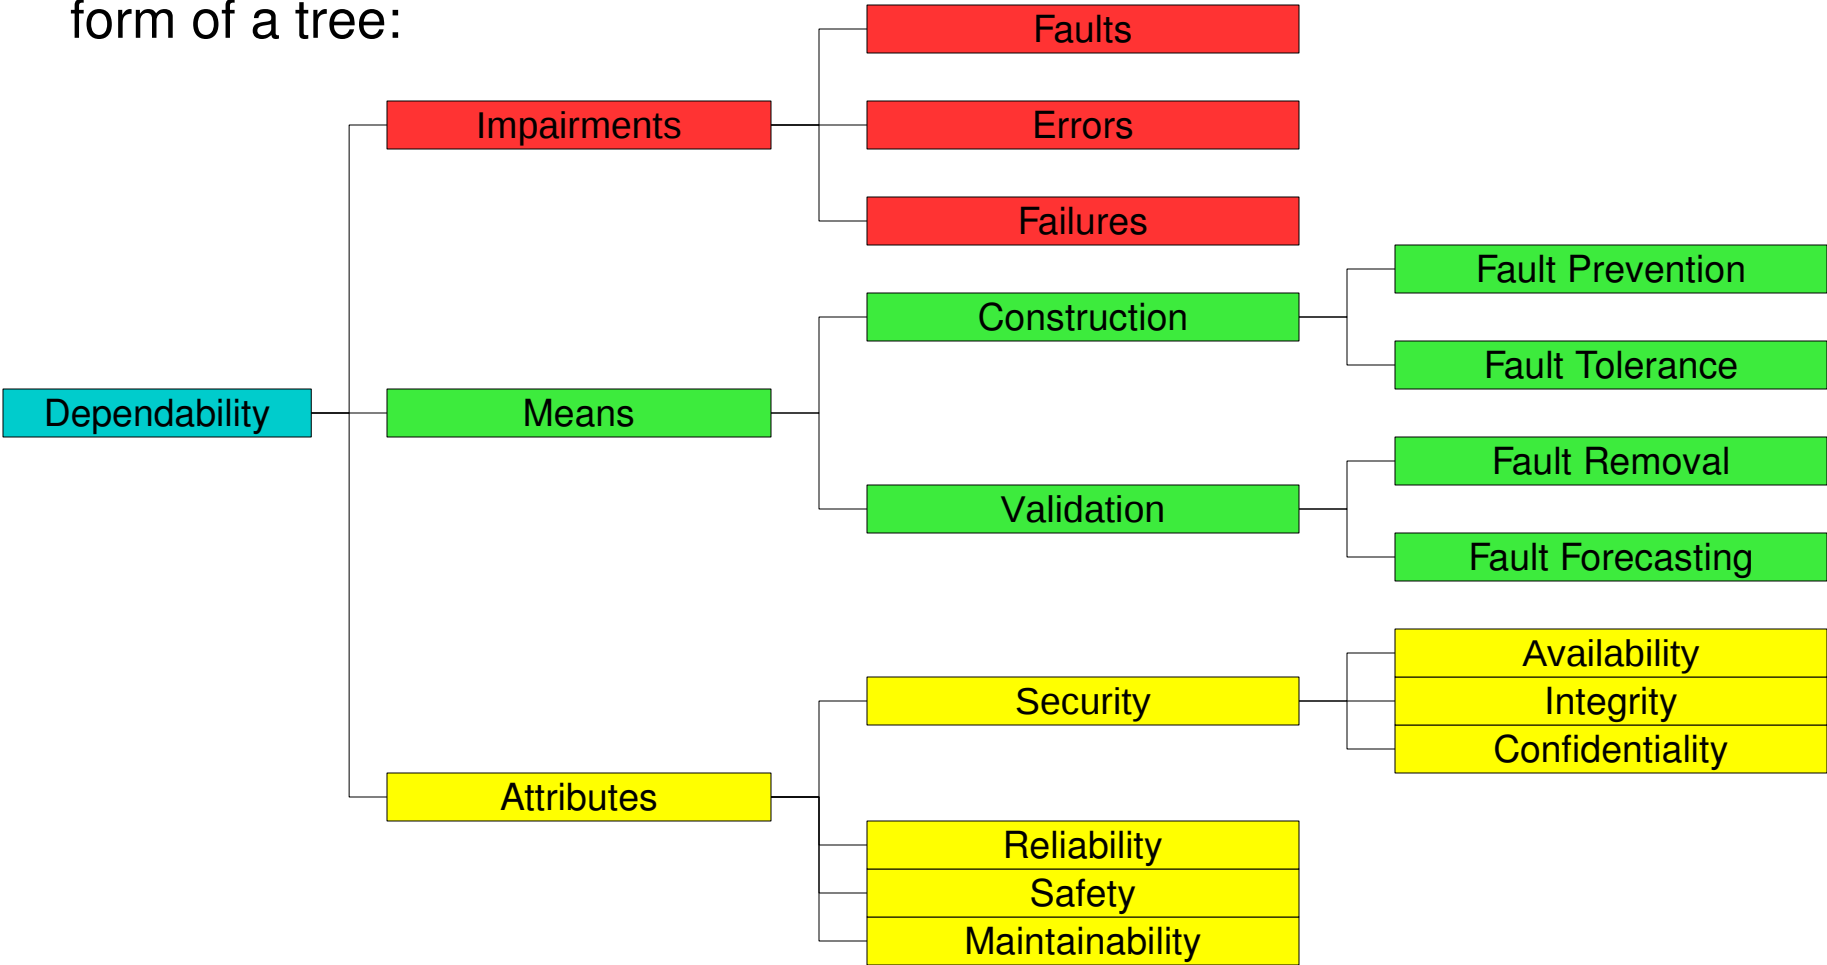 form of a tree:
Faults
Impairments
Errors
Failures
Fault Prevention
Construction
Fault Tolerance
Dependability
Means
Fault Removal
Validation
Fault Forecasting
Availability
Security
Integrity
Confidentiality
Attributes
Reliability
Safety
Maintainability